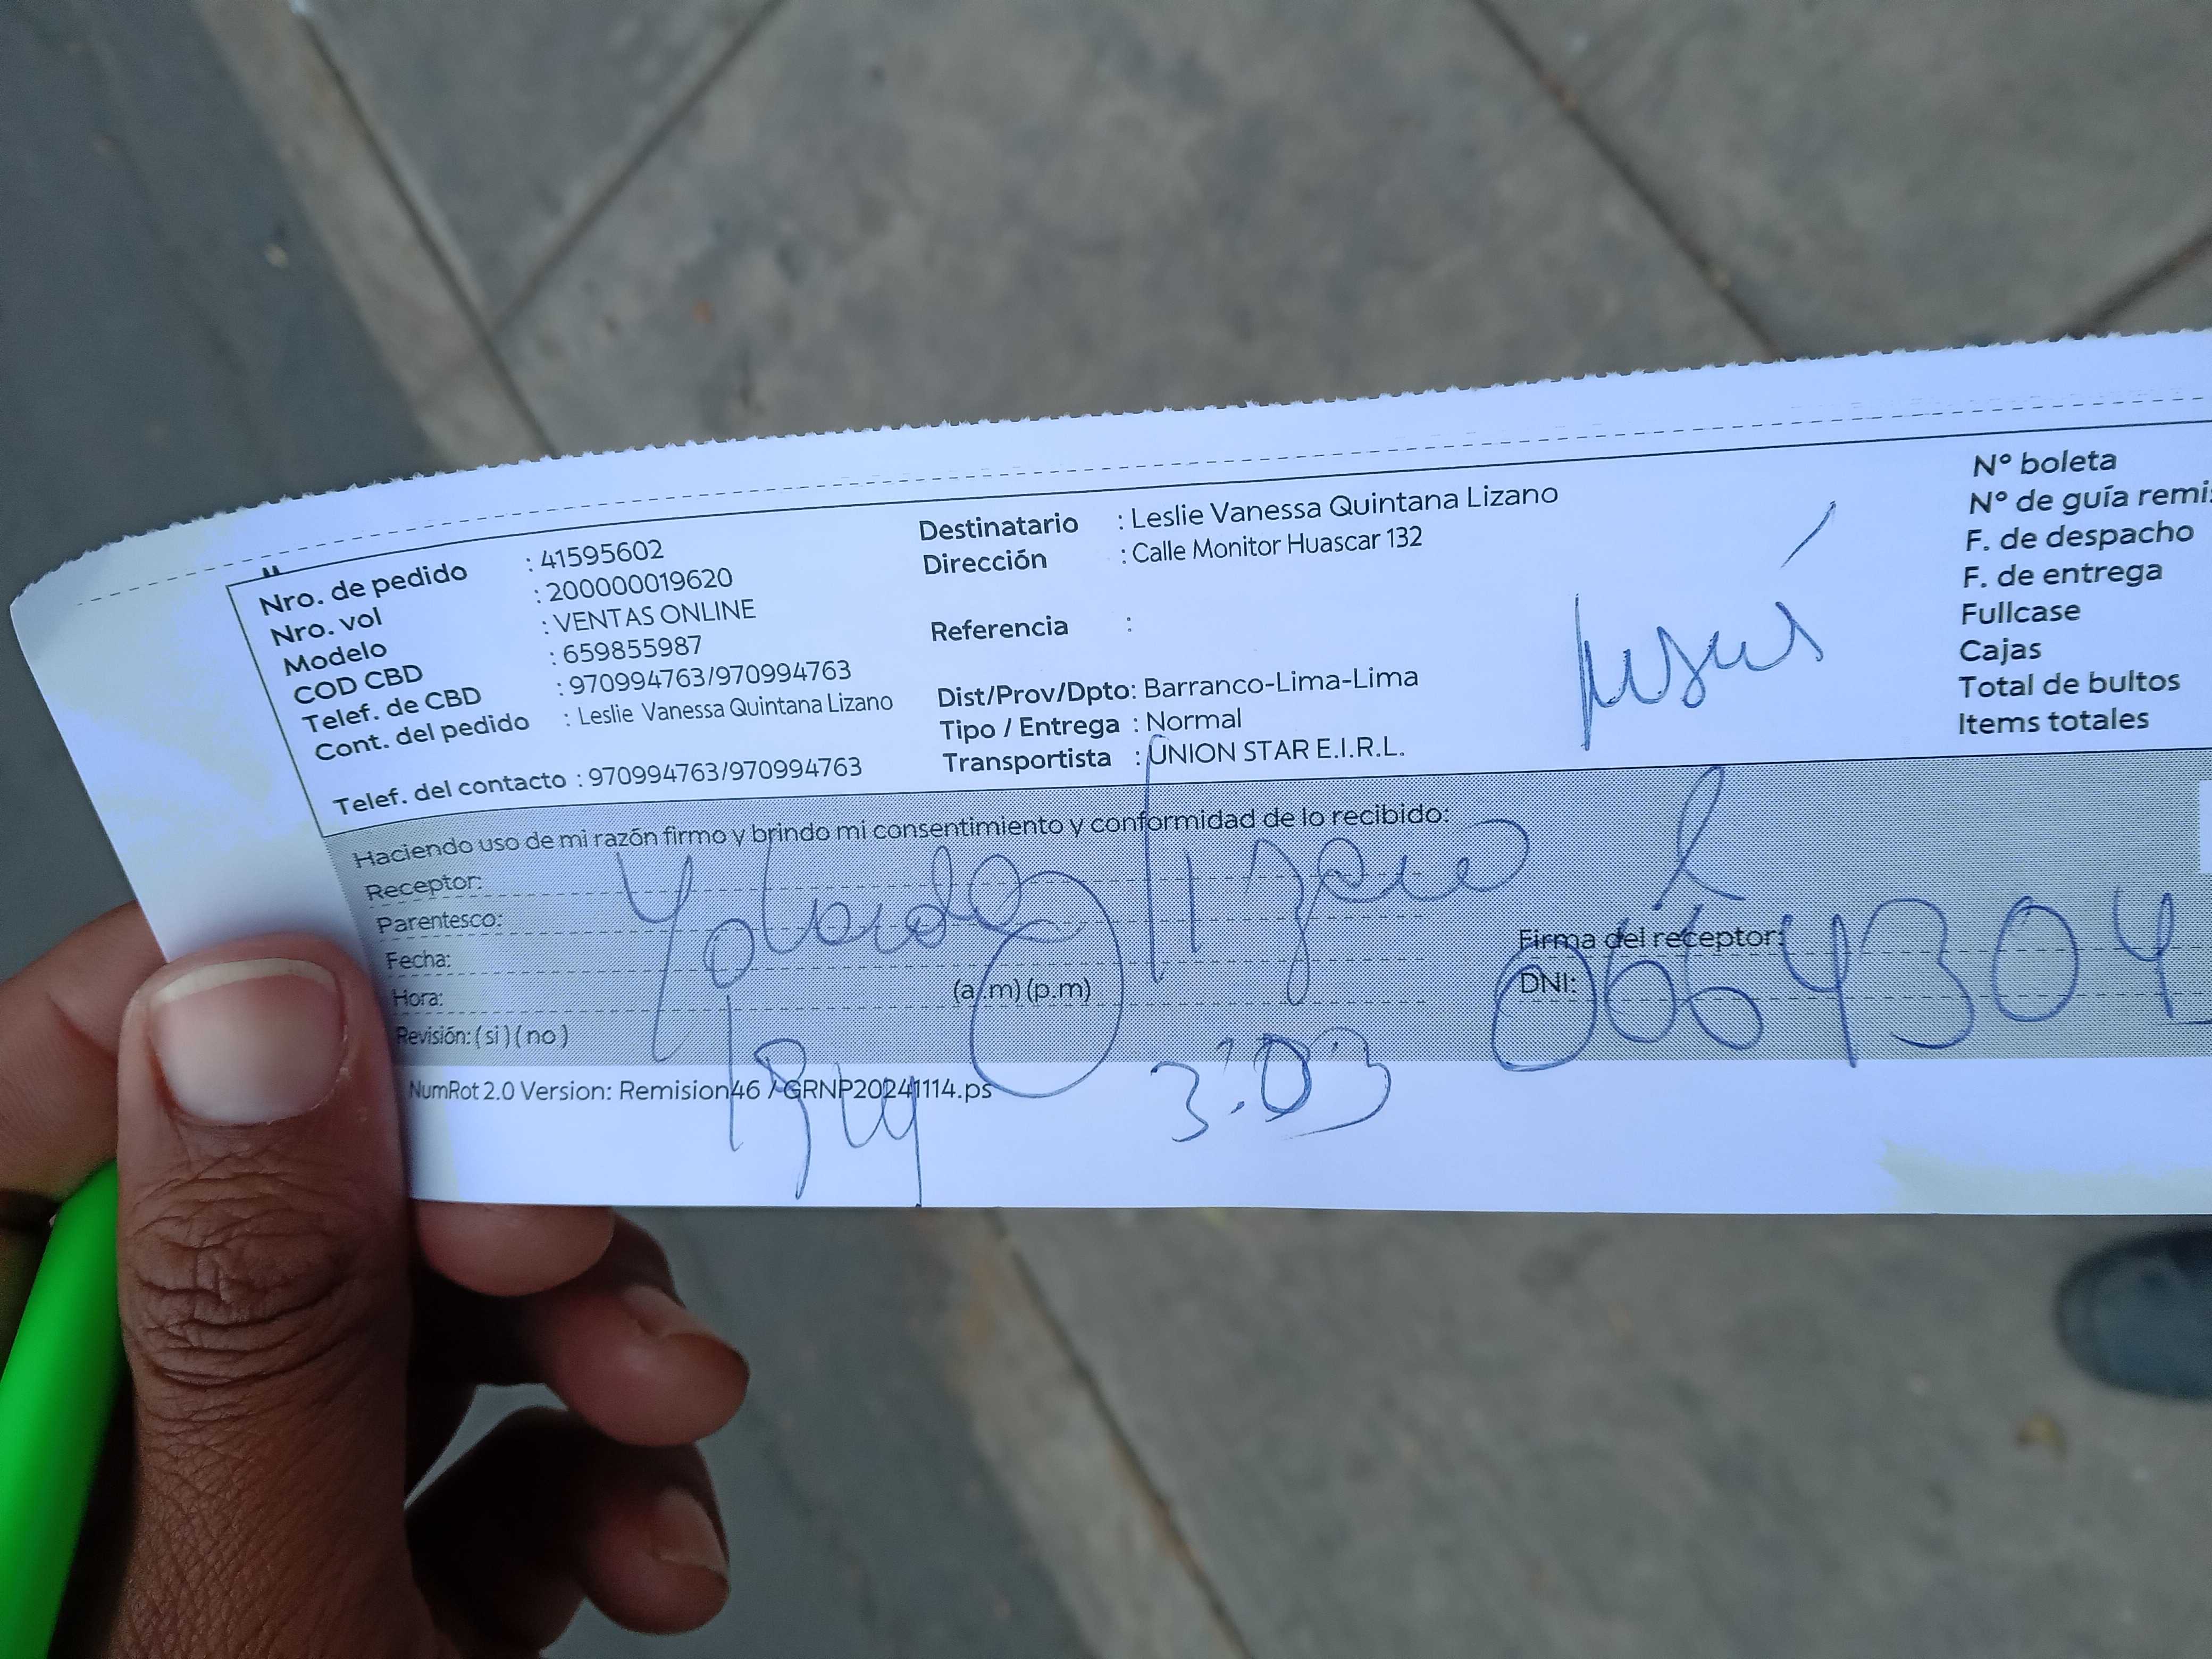 Nro. de pedido : 41595602
Nro. vol : 200000019620
Modelo : VENTAS ONLINE
COD CBD : 659855987
Telef. de CBD : 970994763/970994763
Cont. del pedido : Leslie Vanessa Quintana Lizano
Telef. del contacto : 970994763/970994763
Destinatario : Leslie Vanessa Quintana Lizano
Dirección : Calle Monitor Huascar 132
Referencia :
Dist/Prov/Dpto: Barranco-Lima-Lima
Tipo / Entrega : Normal
Transportista : UNION STAR E.I.R.L.
N° boleta
N° de guía remi
F. de despacho
F. de entrega
Fullcase
Cajas
Total de bultos
Items totales
Haciendo uso de mi razón firmo y brindo mi consentimiento y conformidad de lo recibido:
Receptor:
Yolanda Lizano
Parentesco:
Fecha:
Hora: (a.m) (p.m)
Revisión: ( si ) ( no )
Firma del receptor:
DNI: 0664304
NumRot 2.0 Version: Remision46 / GRNP20241114.ps
3:03